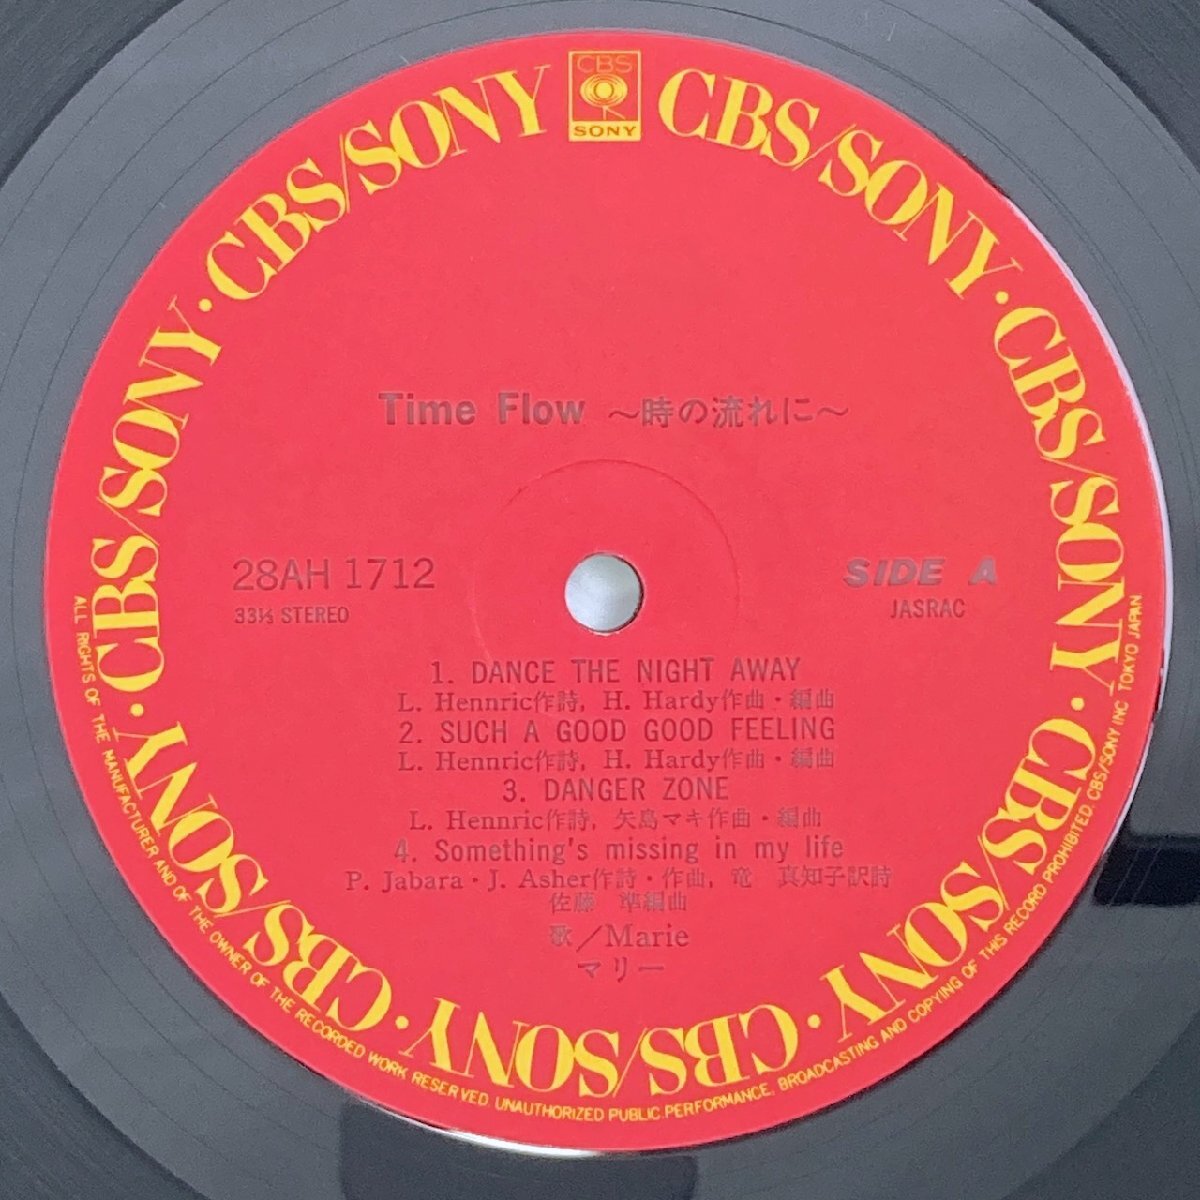 CBS
SONY
CBS/SONY · CBS/SONY · CBS/SONY · CBS/SONY · CBS/SONY · CBS/SONY · CBS/SONY · CBS/SONY · CBS/SONY
Time Flow ～時の流れに～
28AH 1712
33⅓ STEREO
SIDE A
JASRAC
1. DANCE THE NIGHT AWAY
L. Hennric作詩, H. Hardy作曲・編曲
2. SUCH A GOOD GOOD FEELING
L. Hennric作詩, H. Hardy作曲・編曲
3. DANGER ZONE
L. Hennric作詩, 矢島マキ作曲・編曲
4. Something's missing in my life
P. Jabara・J. Asher作詩・作曲, 竜 真知子訳詩
佐藤 準編曲
歌／Marie
マリー
ALL RIGHTS OF THE MANUFACTURER AND OF THE OWNER OF THE RECORDED WORK RESERVED. UNAUTHORIZED PUBLIC PERFORMANCE, BROADCASTING AND COPYING OF THIS RECORD PROHIBITED. CBS/SONY INC. TOKYO JAPAN.